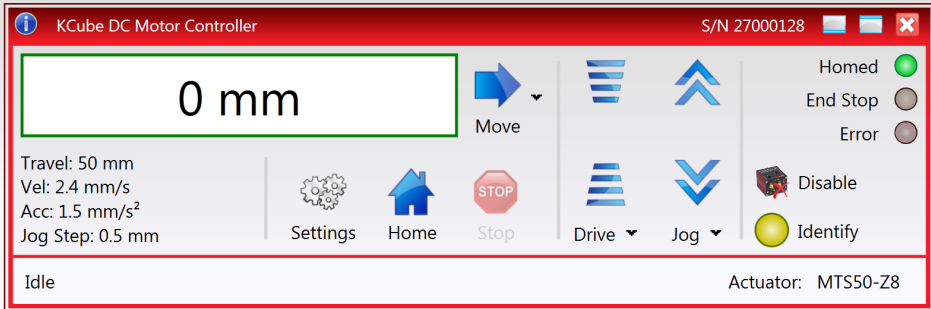 KCube DC Motor Controller S/N 27000128
0 mm
Move
Homed
End Stop
Error
Travel: 50 mm
Vel: 2.4 mm/s
Acc: 1.5 mm/s²
Jog Step: 0.5 mm
Settings
Home
STOP
Stop
Drive
Jog
Disable
Identify
Idle
Actuator: MTS50-Z8